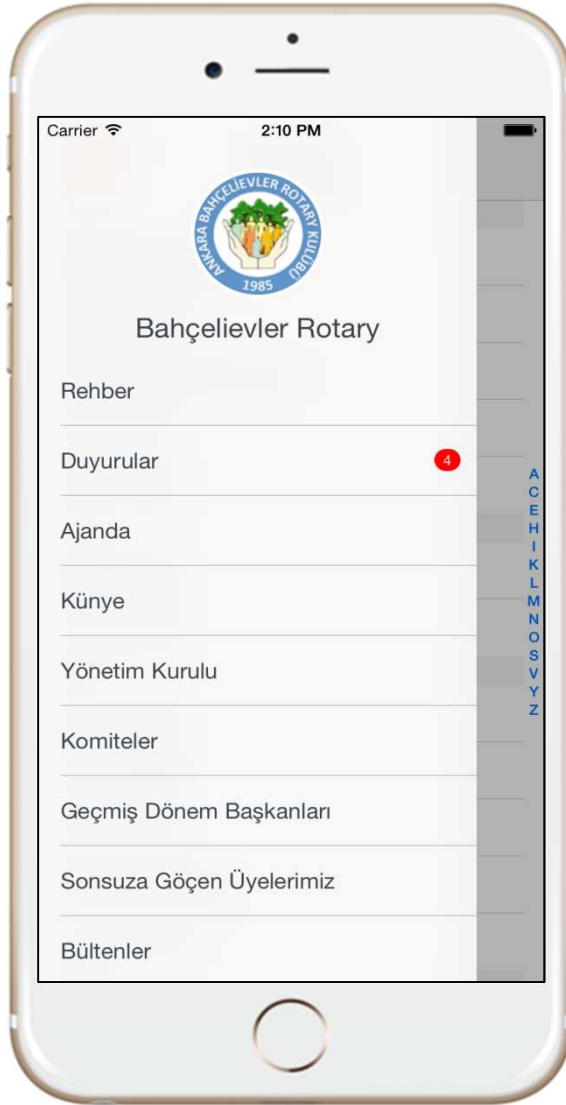 Carrier 2:10 PM
ANKARA BAHÇELİEVLER ROTARY KULÜBÜ
1985
Bahçelievler Rotary
Rehber
Duyurular 4
Ajanda
Künye
Yönetim Kurulu
Komiteler
Geçmiş Dönem Başkanları
Sonsuza Göçen Üyelerimiz
Bültenler
A
C
E
H
I
K
L
M
N
O
S
V
Y
Z